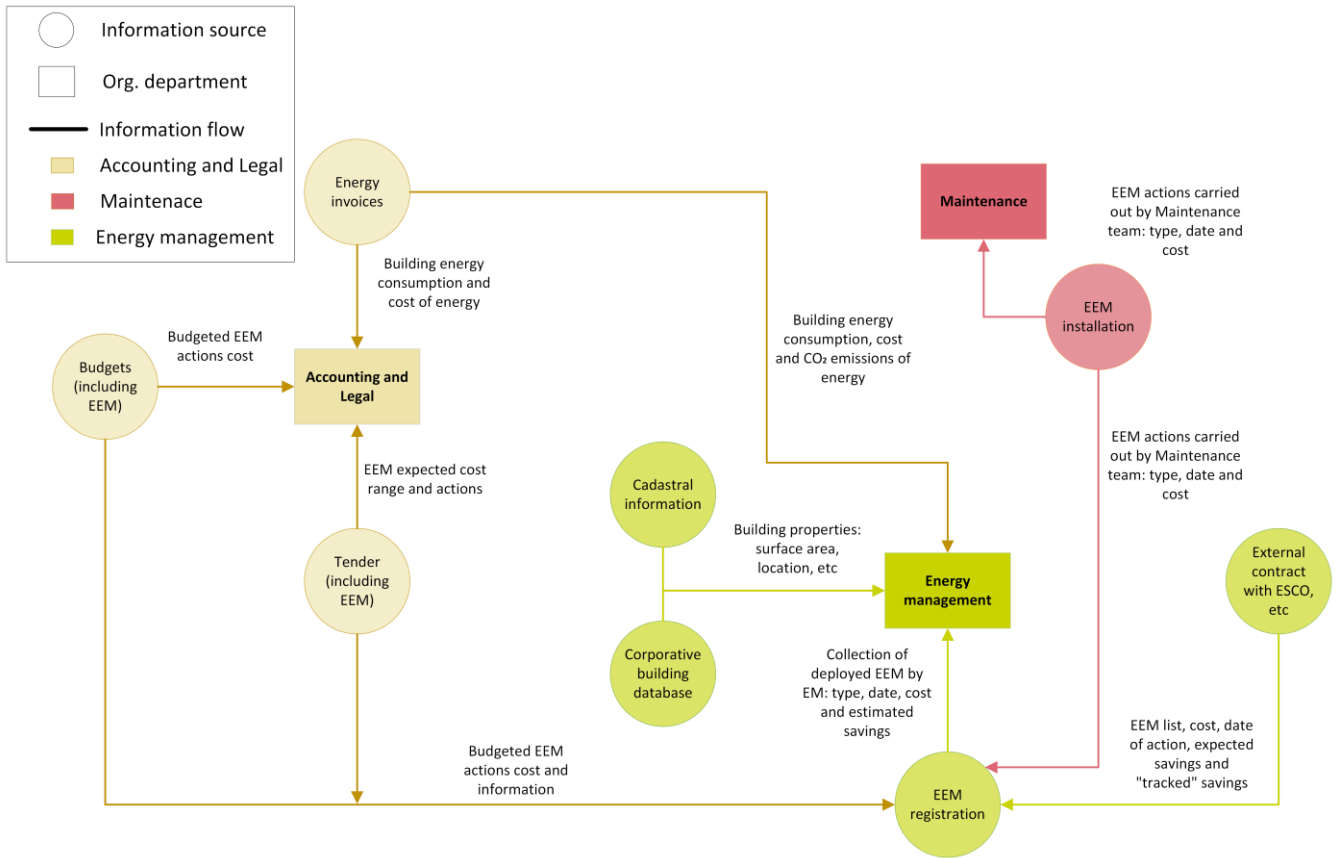 Information source
Org. department
Information flow
Accounting and Legal
Maintenace
Energy management
Energy
invoices
Building energy
consumption and
cost of energy
Budgeted EEM
actions cost
Budgets
(including
EEM)
Accounting and
Legal
EEM expected cost
range and actions
Tender
(including
EEM)
Building energy
consumption, cost
and CO₂ emissions of
energy
Maintenance
EEM actions carried
out by Maintenance
team: type, date and
cost
EEM
installation
EEM actions carried
out by Maintenance
team: type, date and
cost
Cadastral
information
Building properties:
surface area,
location, etc
Energy
management
External
contract
with ESCO,
etc
Corporative
building
database
Collection of
deployed EEM by
EM: type, date, cost
and estimated
savings
EEM list, cost, date
of action, expected
savings and
"tracked" savings
Budgeted EEM
actions cost and
information
EEM
registration